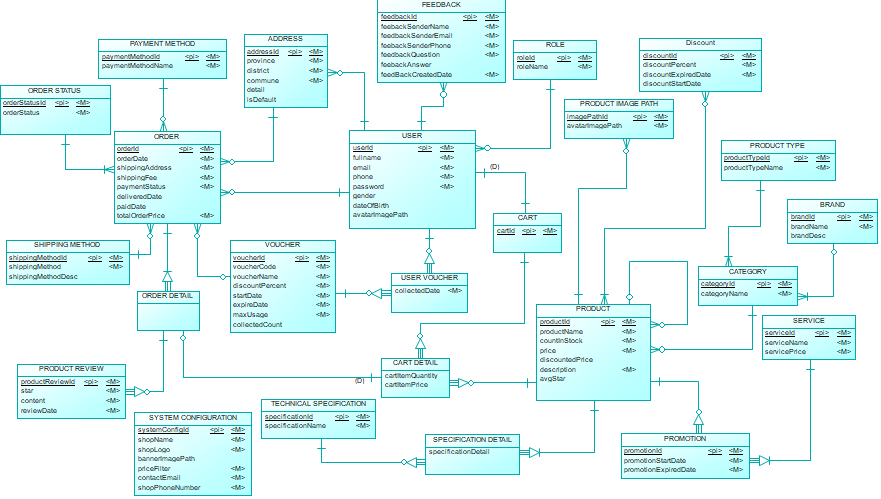 FEEDBACK
feedbackId <pi> <M>
feebackSenderName <M>
feedbackSenderEmail <M>
feebackSenderPhone <M>
feedbackQuestion <M>
feebackAnswer
feedBackCreatedDate <M>
ADDRESS
addressId <pi> <M>
province <M>
district <M>
commune <M>
detail
isDefault
PAYMENT METHOD
paymentMethodId <pi> <M>
paymentMethodName <M>
ROLE
roleId <pi> <M>
roleName <M>
Discount
discountId <pi> <M>
discountPercent <M>
discountExpiredDate <M>
discountStartDate <M>
ORDER STATUS
orderStatusId <pi> <M>
orderStatus <M>
PRODUCT IMAGE PATH
imagePathId <pi> <M>
avatarImagePath <M>
ORDER
orderId <pi> <M>
orderDate <M>
shippingAddress <M>
shippingFee <M>
paymentStatus <M>
deliveredDate
paidDate
totalOrderPrice <M>
USER
userId <pi> <M>
fullname <M>
email <M>
phone <M>
password <M>
gender
dateOfBirth
avatarImagePath
(D)
PRODUCT TYPE
productTypeId <pi> <M>
productTypeName <M>
BRAND
brandId <pi> <M>
brandName <M>
brandDesc
CART
cartId <pi> <M>
SHIPPING METHOD
shippingMethodId <pi> <M>
shippingMethod <M>
shippingMethodDesc
VOUCHER
voucherId <pi> <M>
voucherCode <M>
voucherName <M>
discountPercent <M>
startDate <M>
expireDate <M>
maxUsage <M>
collectedCount
USER VOUCHER
collectedDate <M>
CATEGORY
categoryId <pi> <M>
categoryName <M>
ORDER DETAIL
PRODUCT
productId <pi> <M>
productName <M>
countInStock <M>
price <M>
discountedPrice
description <M>
avgStar
SERVICE
serviceId <pi> <M>
serviceName <M>
servicePrice <M>
CART DETAIL
cartItemQuantity <M>
cartItemPrice <M>
(D)
PRODUCT REVIEW
productReviewId <pi> <M>
star <M>
content <M>
reviewDate <M>
SYSTEM CONFIGURATION
systemConfigId <pi> <M>
shopName <M>
shopLogo <M>
bannerImagePath
priceFilter <M>
contactEmail <M>
shopPhoneNumber <M>
TECHNICAL SPECIFICATION
specificationId <pi> <M>
specificationName <M>
SPECIFICATION DETAIL
specificationDetail
PROMOTION
promotionId <pi> <M>
promotionStartDate <M>
promotionExpiredDate <M>